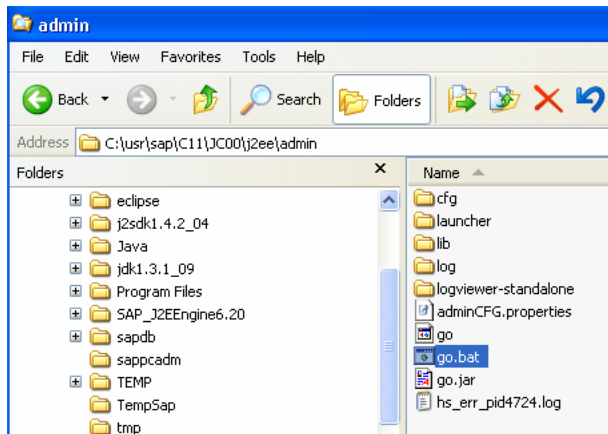 admin
File Edit View Favorites Tools Help
Back Search Folders
Address C:\usr\sap\C11\JC00\j2ee\admin
Folders x
eclipse
j2sdk1.4.2_04
Java
jdk1.3.1_09
Program Files
SAP_J2EEngine6.20
sapdb
sappcadm
TEMP
TempSap
tmp
Name
cfg
launcher
lib
log
logviewer-standalone
adminCFG.properties
go
go.bat
go.jar
hs_err_pid4724.log